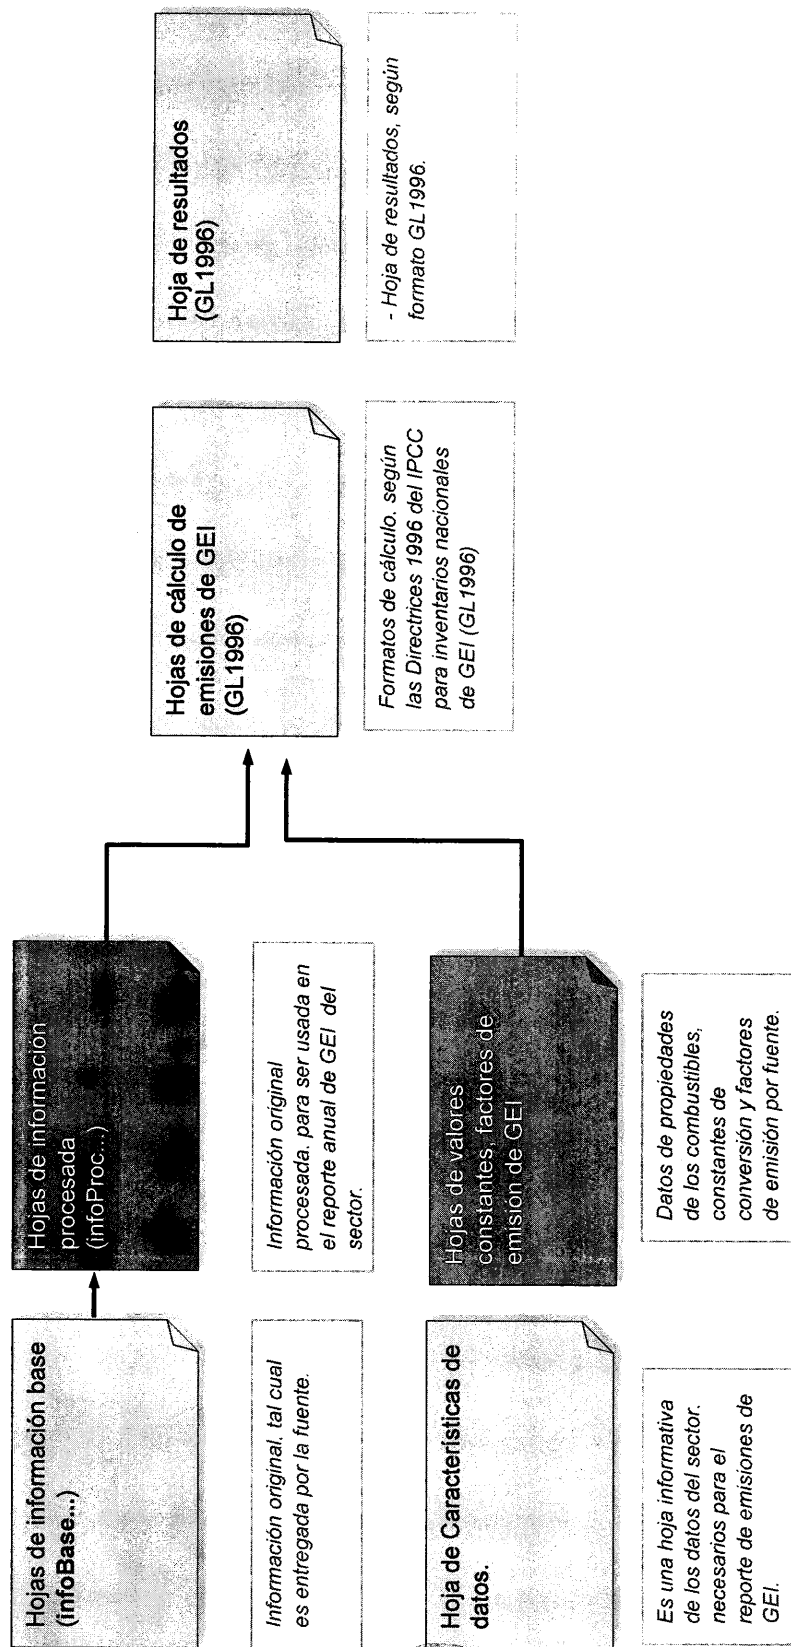 Hojas de información base
(infoBase...)
Información original. tal cual
es entregada por la fuente.
Hojas de información
procesada
(infoProc...)
Información original
procesada. para ser usada en
el reporte anual de GEI del
sector.
Hoja de Características de
datos.
Es una hoja informativa
de los datos del sector.
necesarios para el
reporte de emisiones de
GEI.
Hojas de valores
constantes, factores de
emisión de GEI
Datos de propiedades
de los combustibles,
constantes de
conversión y factores
de emisión por fuente.
Hojas de cálculo de
emisiones de GEI
(GL1996)
Formatos de cálculo. según
las Directrices 1996 del IPCC
para inventarios nacionales
de GEI (GL1996)
Hoja de resultados
(GL1996)
- Hoja de resultados, según
formato GL1996.